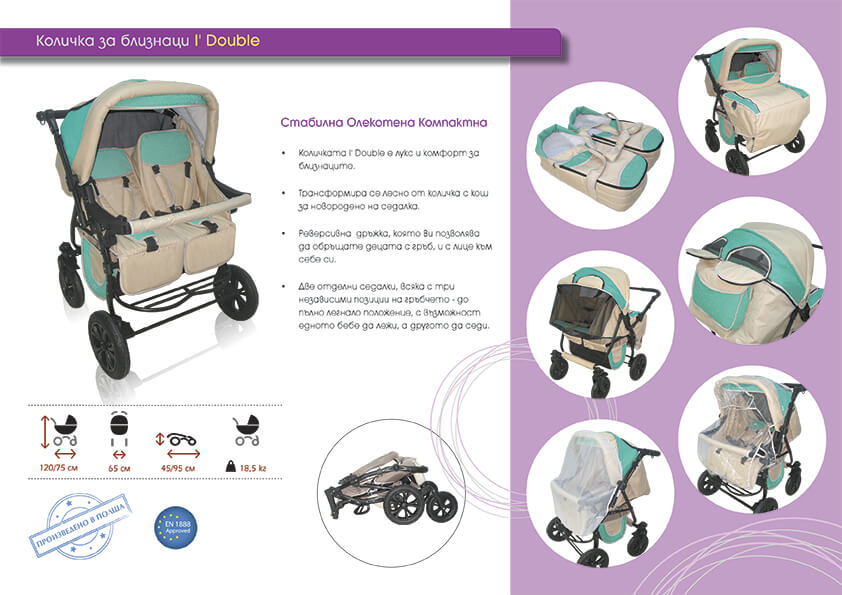 Количка за близнаци I' Double
Стабилна Олекотена Компактна
• Количката I' Double е лукс и комфорт за
близнаците.
• Трансформира се лесно от количка с кош
за новородено на седалка.
• Реверсивна дръжка, която Ви позволява
да обръщате децата с гръб, и с лице към
себе си.
• Две отделни седалки, всяка с три
независими позиции на гръбчето - до
пълно легнало положение, с възможност
едното бебе да лежи, а другото да седи.
120/75 см
65 см
45/95 см
18,5 кг
ПРОИЗВЕДЕНО В ПОЛША
EN 1888
Approved